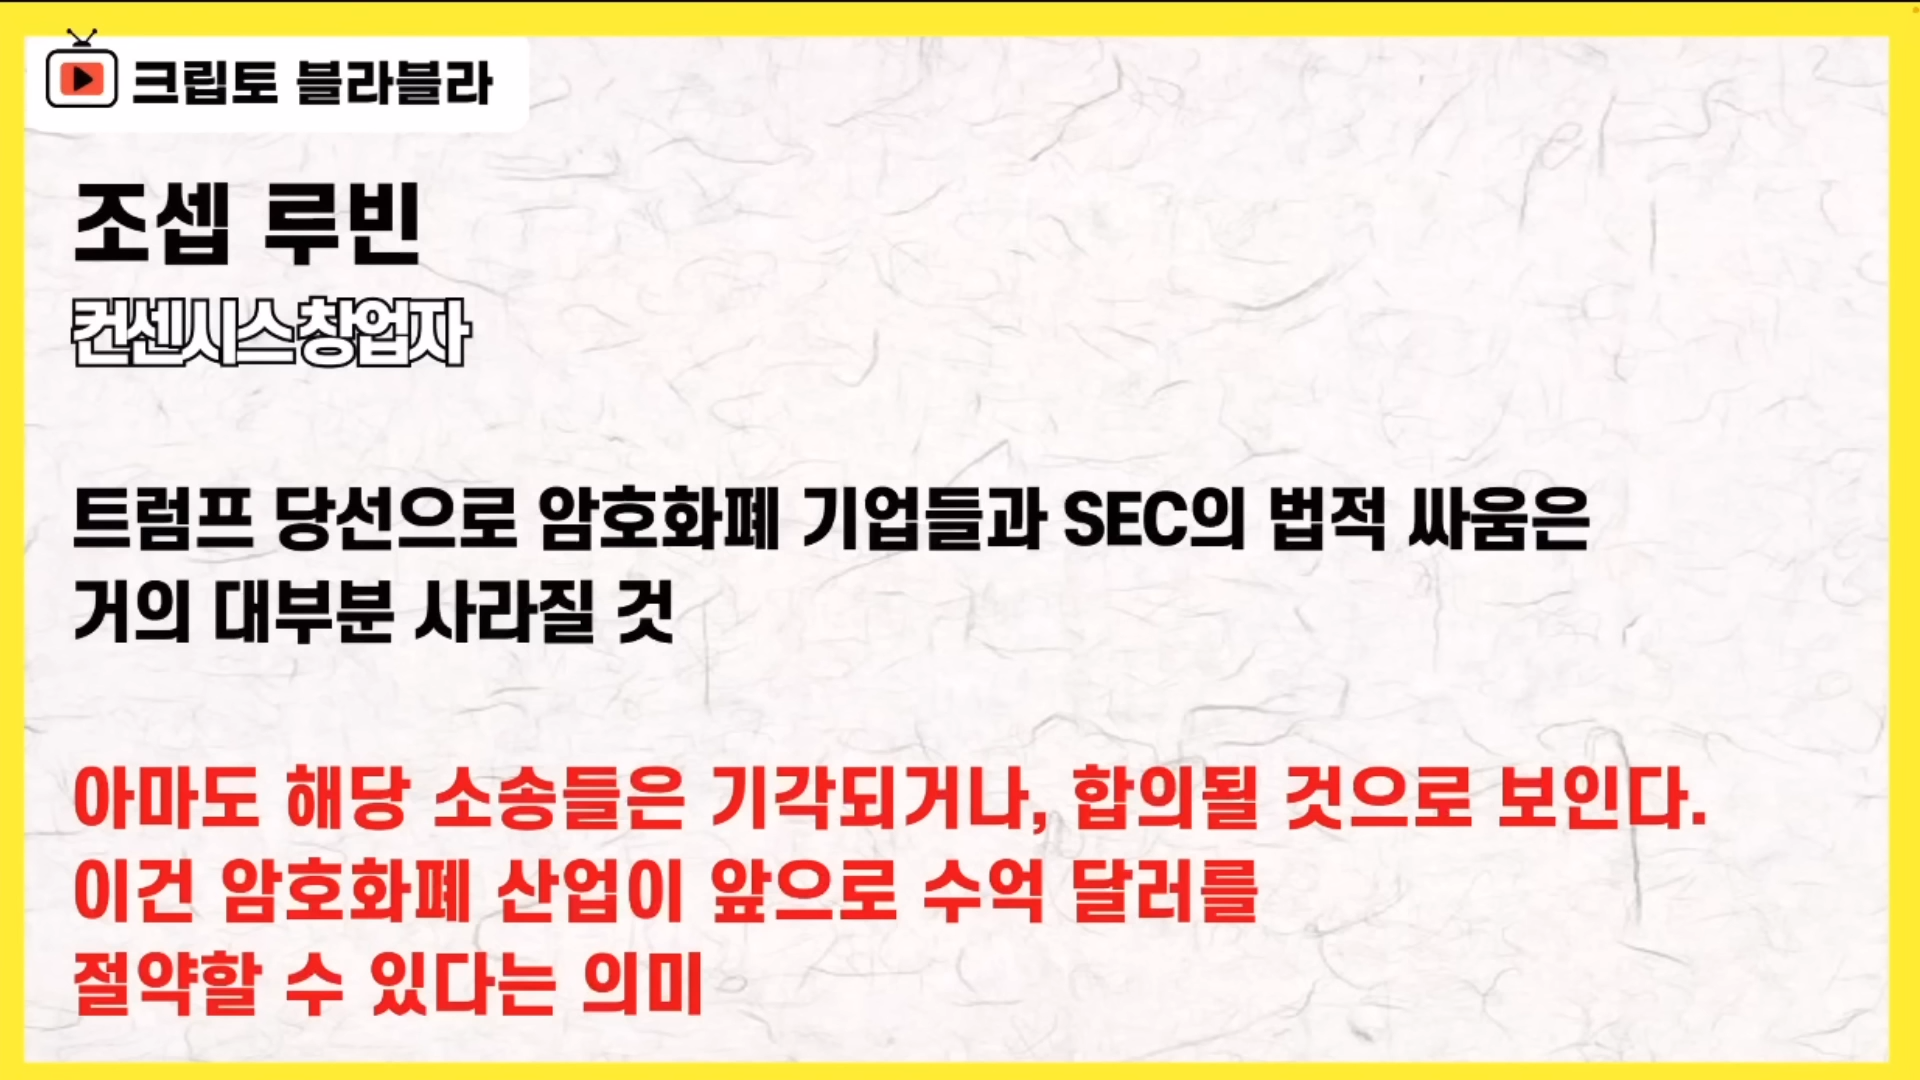 크립토 블라블라
조셉 루빈
컨센시스 창업자
트럼프 당선으로 암호화폐 기업들과 SEC의 법적 싸움은
거의 대부분 사라질 것
아마도 해당 소송들은 기각되거나, 합의될 것으로 보인다.
이건 암호화폐 산업이 앞으로 수억 달러를
절약할 수 있다는 의미